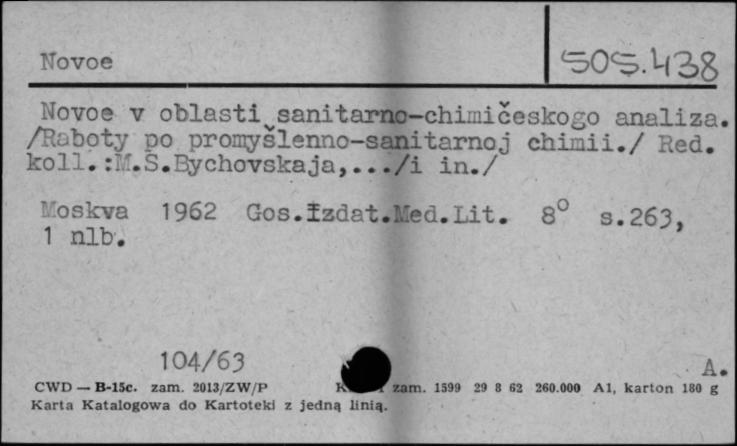 Novoe
505.438
Novoe v oblasti sanitarno-chimičeskogo analiza.
/Raboty po promyšlenno-sanitarnoj chimii./ Red.
koll.:M.S.Bychovskaja,.../i in./
Moskva 1962 Gos.Izdat.Med.Lit. 8° s.263,
1 nlb.
104/63
A.
CWD — B-15c. zam. 2013/ZW/P zam. 1599 29 8 62 260.000 A1, karton 180 g
Karta Katalogowa do Kartoteki z jedną linią.